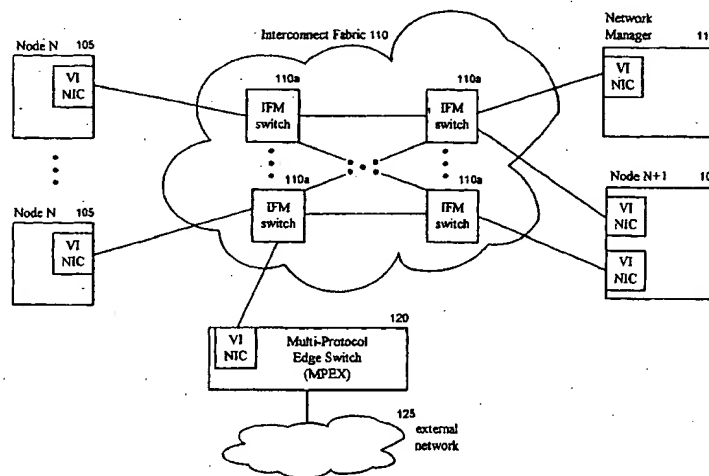 Node N 105
VI
NIC
Interconnect Fabric 110
Network
Manager
VI
NIC
110a
IFM
switch
110a
IFM
switch
110a
IFM
switch
110a
IFM
switch
Node N 105
VI
NIC
Node N+1
VI
NIC
VI
NIC
120
VI
NIC
Multi-Protocol
Edge Switch
(MPEX)
125
external
network